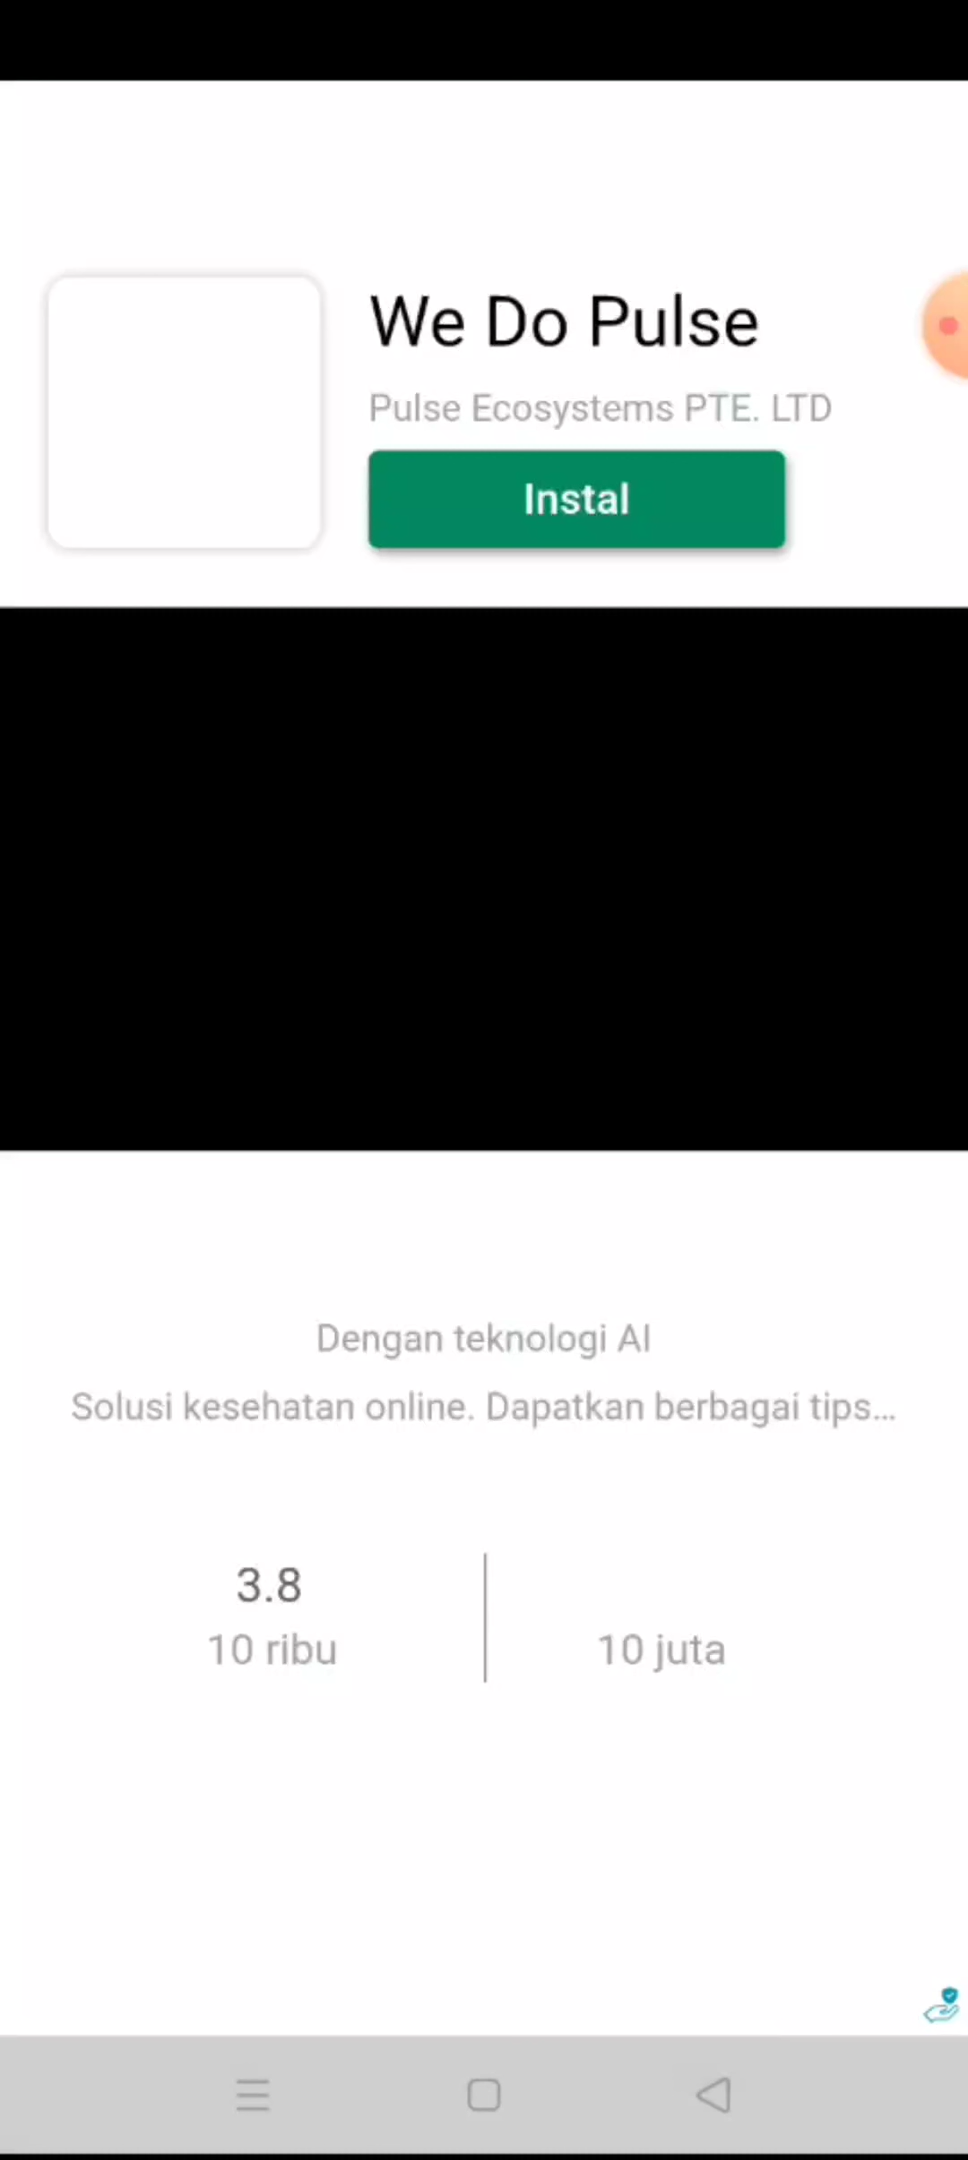 We Do Pulse
Pulse Ecosystems PTE. LTD
Instal
Dengan teknologi AI
Solusi kesehatan online. Dapatkan berbagai tips...
3.8
10 ribu
10 juta